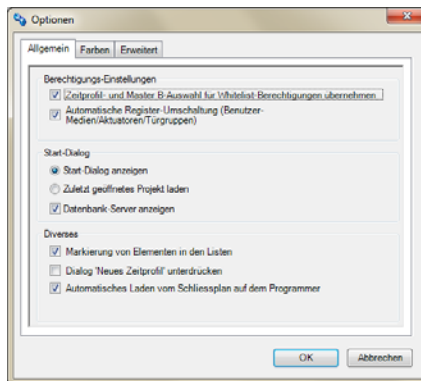 Optionen
Allgemein Farben Erweitert
Berechtigungs-Einstellungen
Zeitprofil- und Master B-Auswahl für Whitelist-Berechtigungen übernehmen
Automatische Register-Umschaltung (Benutzer-
Medien/Aktuatoren/Türgruppen)
Start-Dialog
Start-Dialog anzeigen
Zuletzt geöffnetes Projekt laden
Datenbank-Server anzeigen
Diverses
Markierung von Elementen in den Listen
Dialog 'Neues Zeitprofil' unterdrücken
Automatisches Laden vom Schliessplan auf dem Programmer
OK Abbrechen